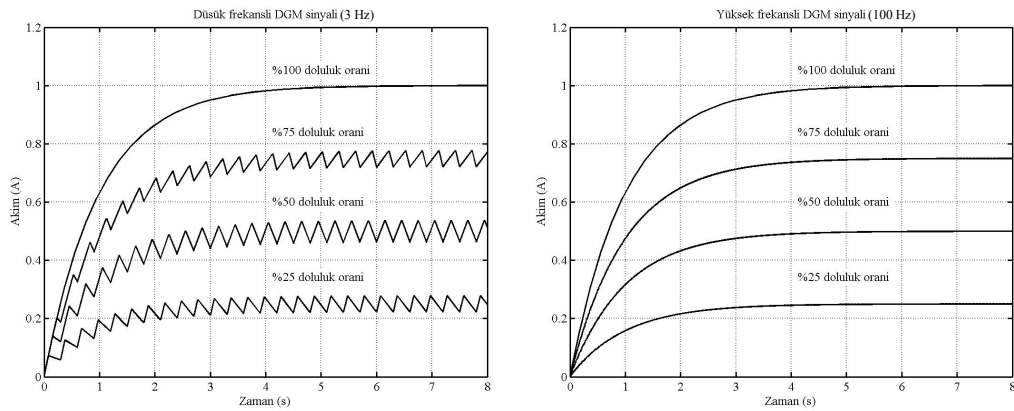 Düsük frekansli DGM sinyali (3 Hz)
1.2
1
0.8
0.6
0.4
0.2
0
Akim (A)
%100 doluluk orani
%75 doluluk orani
%50 doluluk orani
%25 doluluk orani
0 1 2 3 4 5 6 7 8
Zaman (s)
Yüksek frekansli DGM sinyali (100 Hz)
1.2
1
0.8
0.6
0.4
0.2
0
Akim (A)
%100 doluluk orani
%75 doluluk orani
%50 doluluk orani
%25 doluluk orani
0 1 2 3 4 5 6 7 8
Zaman (s)